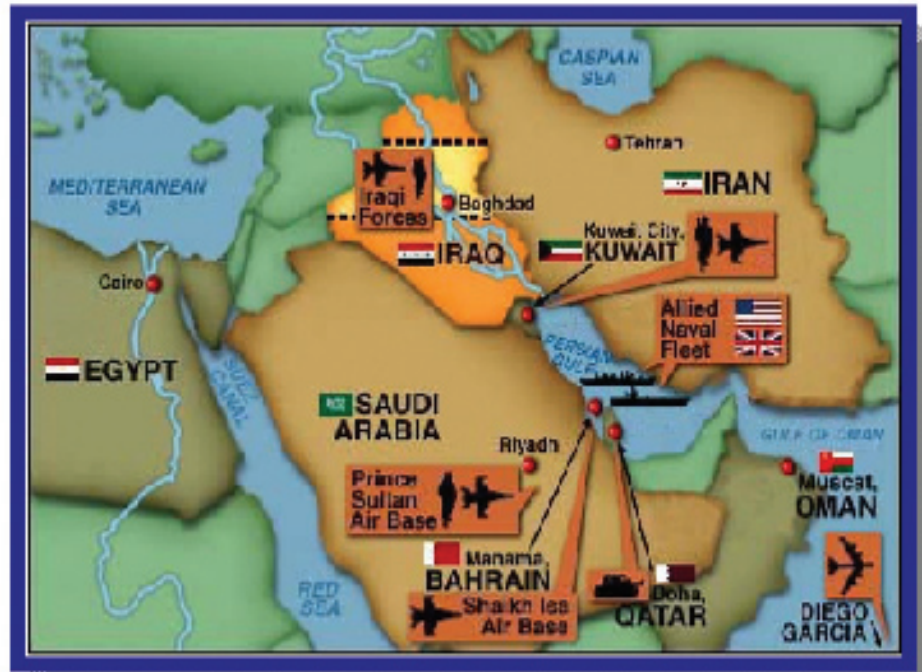 CASPIAN
SEA
Tehran
MEDITERRANEAN
SEA
IRAN
Iraqi
Forces
Baghdad
Kuwait City,
KUWAIT
IRAQ
Cairo
Allied
Naval
Fleet
PERSIAN
GULF
EGYPT
SUEZ
CANAL
SAUDI
ARABIA
GULF OF OMAN
Riyadh
Muscat,
OMAN
Prince
Sultan
Air Base
Manama,
BAHRAIN
RED
SEA
Shaikh Isa
Air Base
Doha,
QATAR
DIEGO
GARCIA